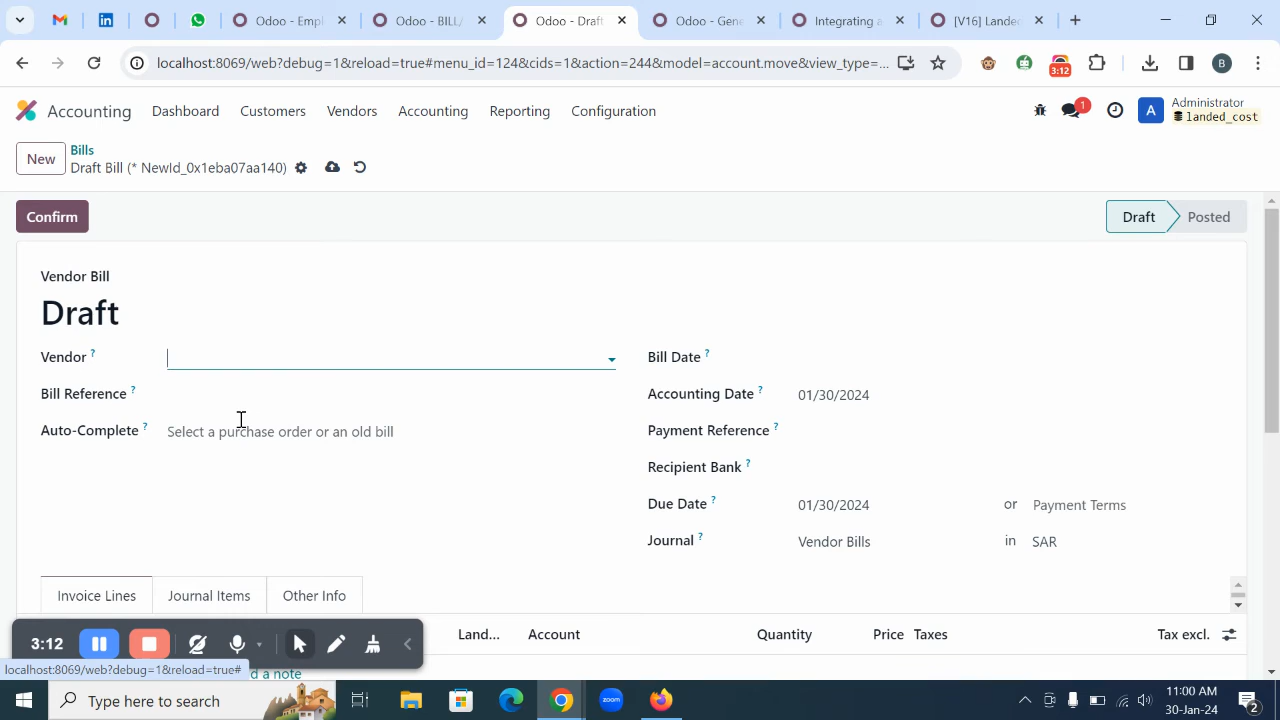 Odoo - Empl
Odoo - BILL/
Odoo - Draft
Odoo - Gene
Integrating a
[V16] Landed
localhost:8069/web?debug=1&reload=true#menu_id=124&cids=1&action=244&model=account.move&view_type=...
3:12
B
Accounting
Dashboard
Customers
Vendors
Accounting
Reporting
Configuration
1
A
Administrator
landed_cost
New
Bills
Draft Bill (* NewId_0x1eba07aa140)
Confirm
Draft
Posted
Vendor Bill
Draft
Vendor ?
Bill Date ?
Bill Reference ?
Accounting Date ?
01/30/2024
Auto-Complete ?
Select a purchase order or an old bill
Payment Reference ?
Recipient Bank ?
Due Date ?
01/30/2024
or
Payment Terms
Journal ?
Vendor Bills
in
SAR
Invoice Lines
Journal Items
Other Info
3:12
Land...
Account
Quantity
Price
Taxes
Tax excl.
localhost:8069/web?debug=1&reload=true#
d a note
Type here to search
zoom
11:00 AM
30-Jan-24
2